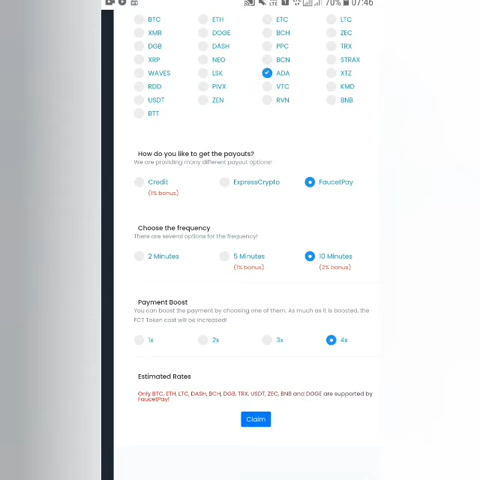 70% 07:46
BTC ETH ETC LTC
XMR DOGE BCH ZEC
DGB DASH PPC TRX
XRP NEO BCN STRAX
WAVES LSK ADA XTZ
RDD PIVX VTC KMD
USDT ZEN RVN BNB
BTT
How do you like to get the payouts?
We are providing many different payout options!
Credit ExpressCrypto FaucetPay
(1% bonus)
Choose the frequency
There are several options for the frequency!
2 Minutes 5 Minutes 10 Minutes
(1% bonus) (2% bonus)
Payment Boost
You can boost the payment by choosing one of them. As much as it is boosted, the
FCT Token cost will be increased!
1x 2x 3x 4x
Estimated Rates
Only BTC, ETH, LTC, DASH, BCH, DGB, TRX, USDT, ZEC, BNB and DOGE are supported by
FaucetPay!
Claim